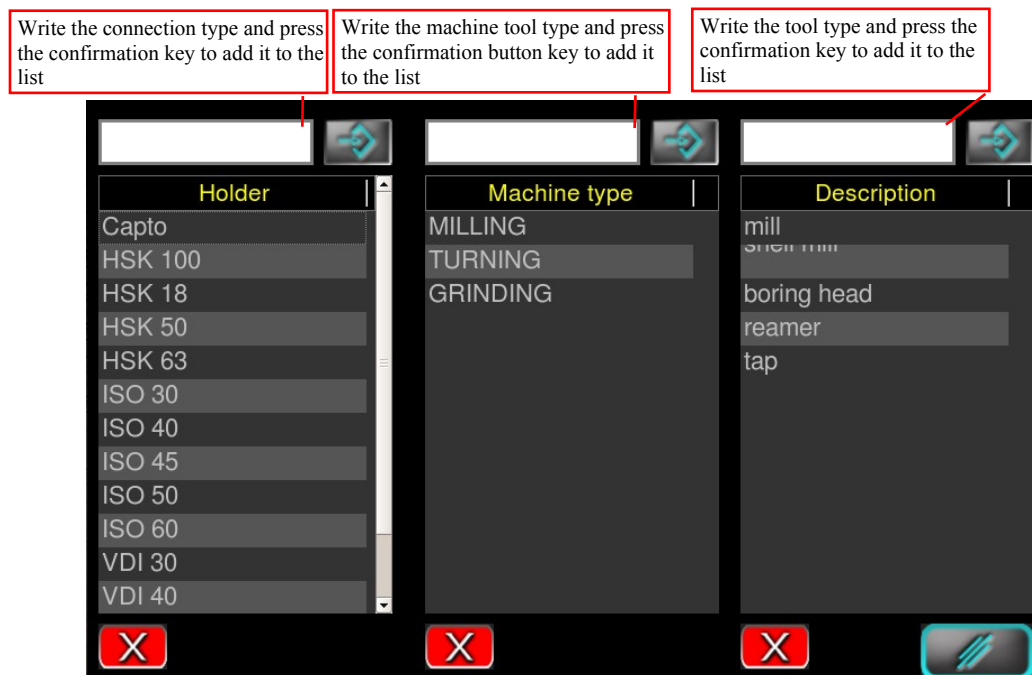 Write the connection type and press
the confirmation key to add it to the
list
Write the machine tool type and press
the confirmation button key to add it
to the list
Write the tool type and press the
confirmation key to add it to the
list
Holder
Capto
HSK 100
HSK 18
HSK 50
HSK 63
ISO 30
ISO 40
ISO 45
ISO 50
ISO 60
VDI 30
VDI 40
X
Machine type
MILLING
TURNING
GRINDING
X
Description
mill
shell mill
boring head
reamer
tap
X